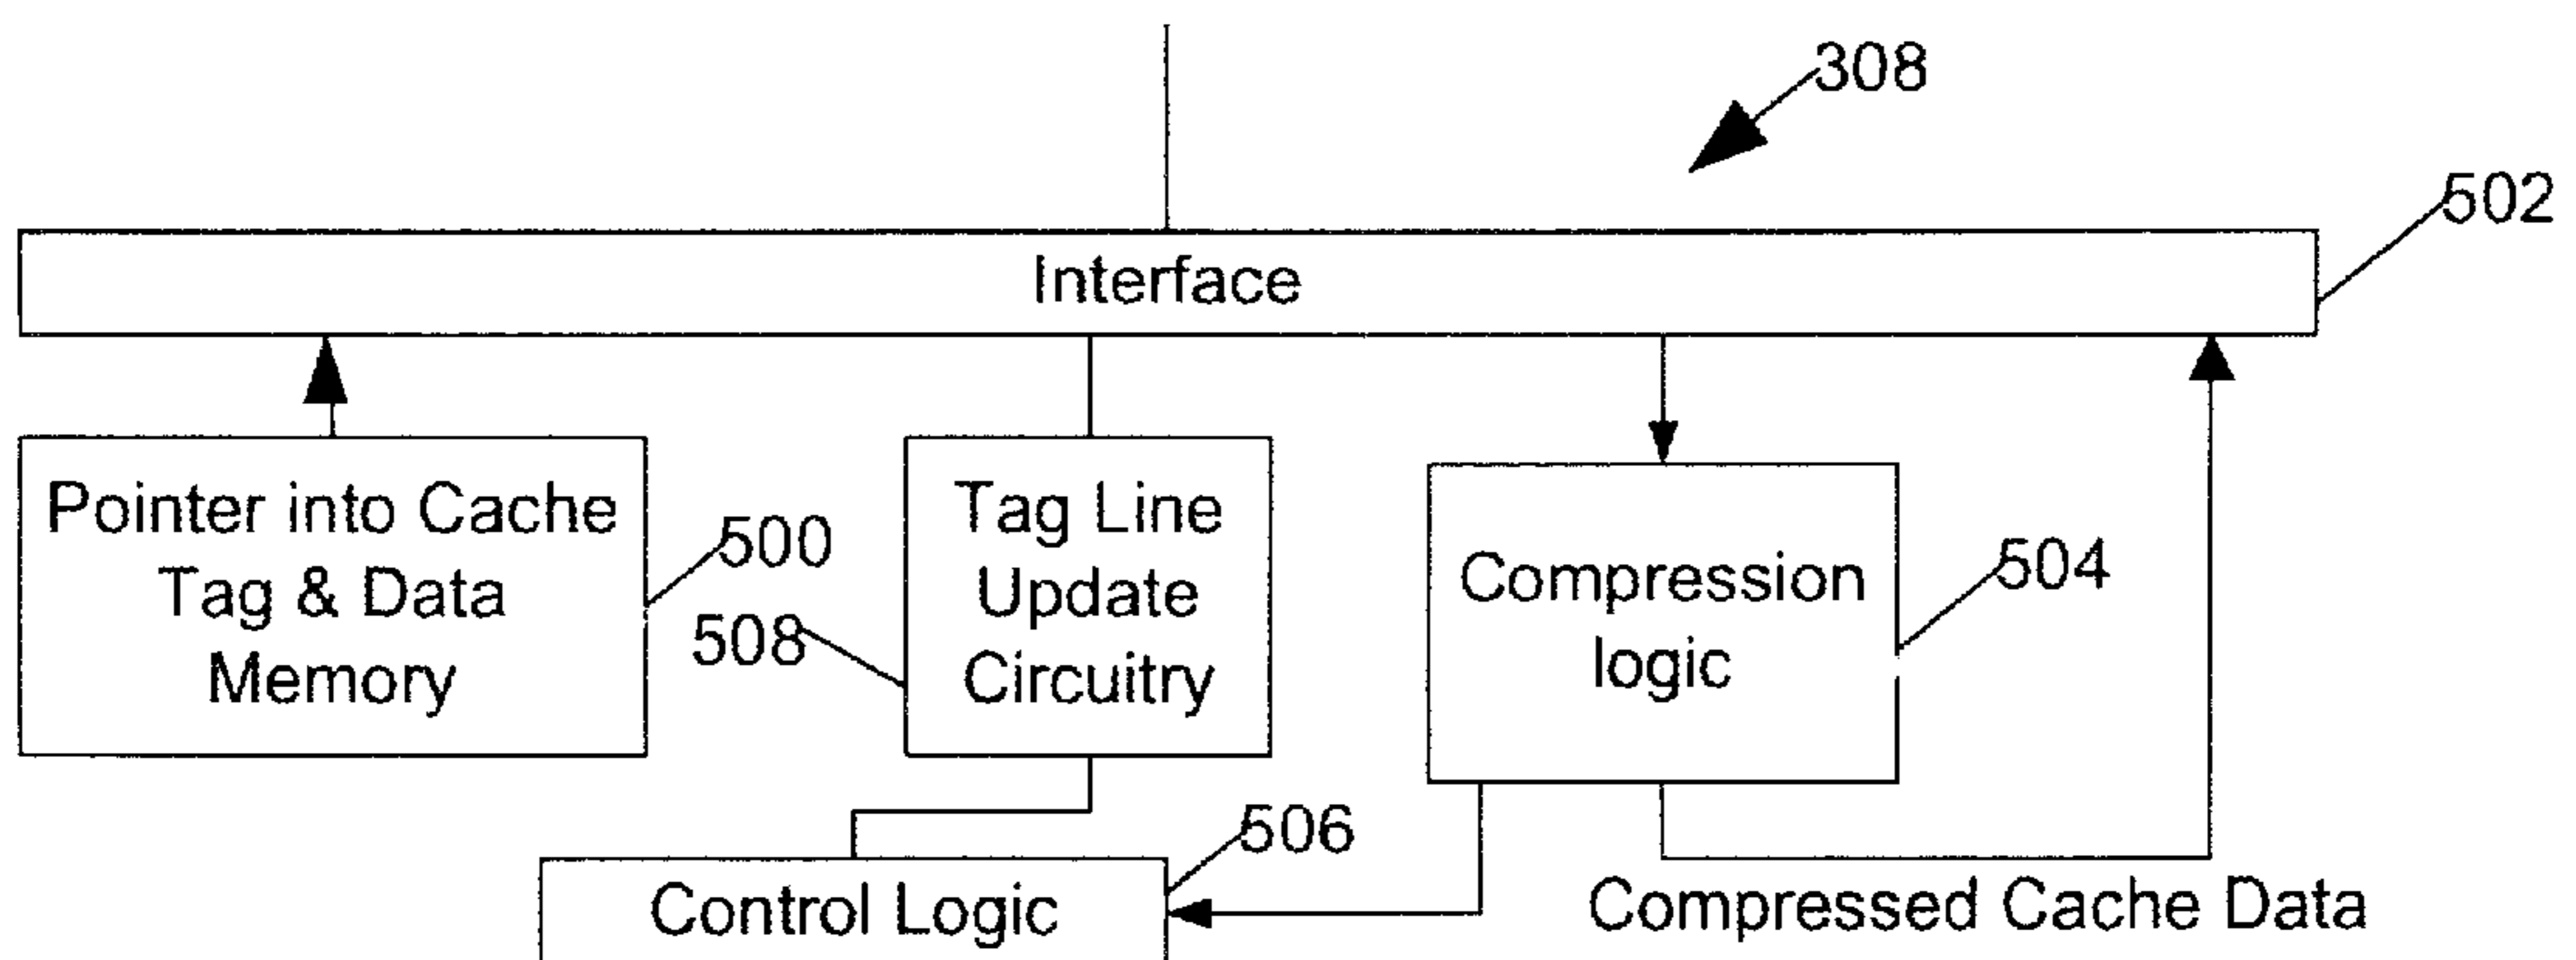 308
502
Interface
Pointer into Cache
Tag & Data
Memory
500
Tag Line
Update
Circuitry
508
Compression
logic
504
506
Control Logic
Compressed Cache Data